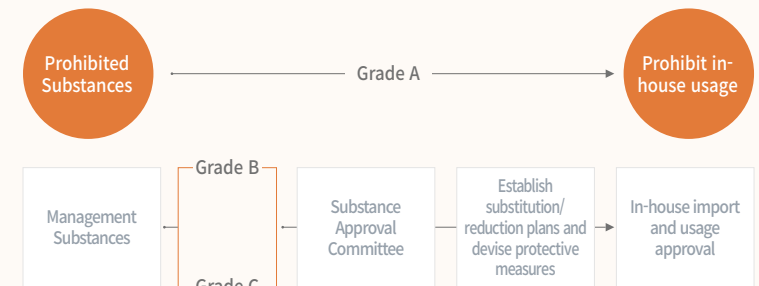 Prohibited
Substances
Grade A
Prohibit in-
house usage
Grade B
Management
Substances
Substance
Approval
Committee
Establish
substitution/
reduction plans and
devise protective
measures
In-house import
and usage
approval
Grade C